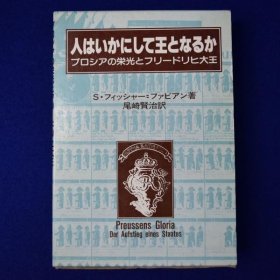 人はいかにして王となるか
プロシアの栄光とフリードリヒ大王
S・フィッシャー=ファビアン著
尾崎賢治訳
Preussens Gloria
Der Aufstieg eines Staates